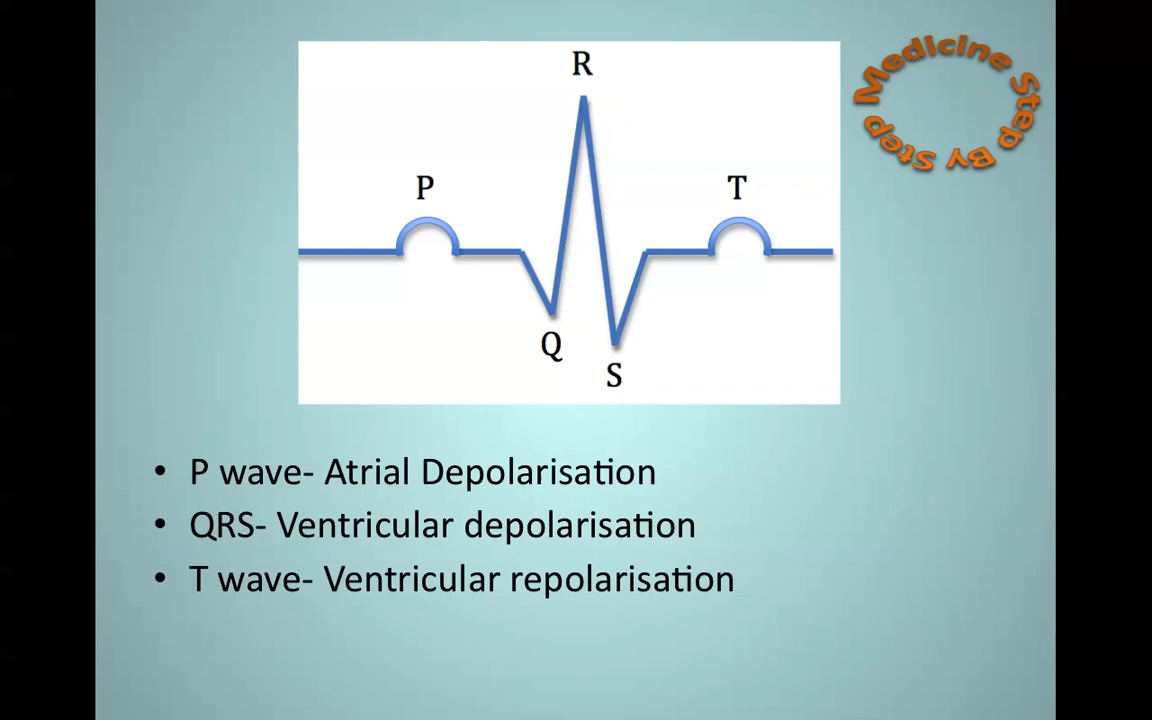 R
Medicine Step By Step
P
T
Q
S
• P wave- Atrial Depolarisation
• QRS- Ventricular depolarisation
• T wave- Ventricular repolarisation